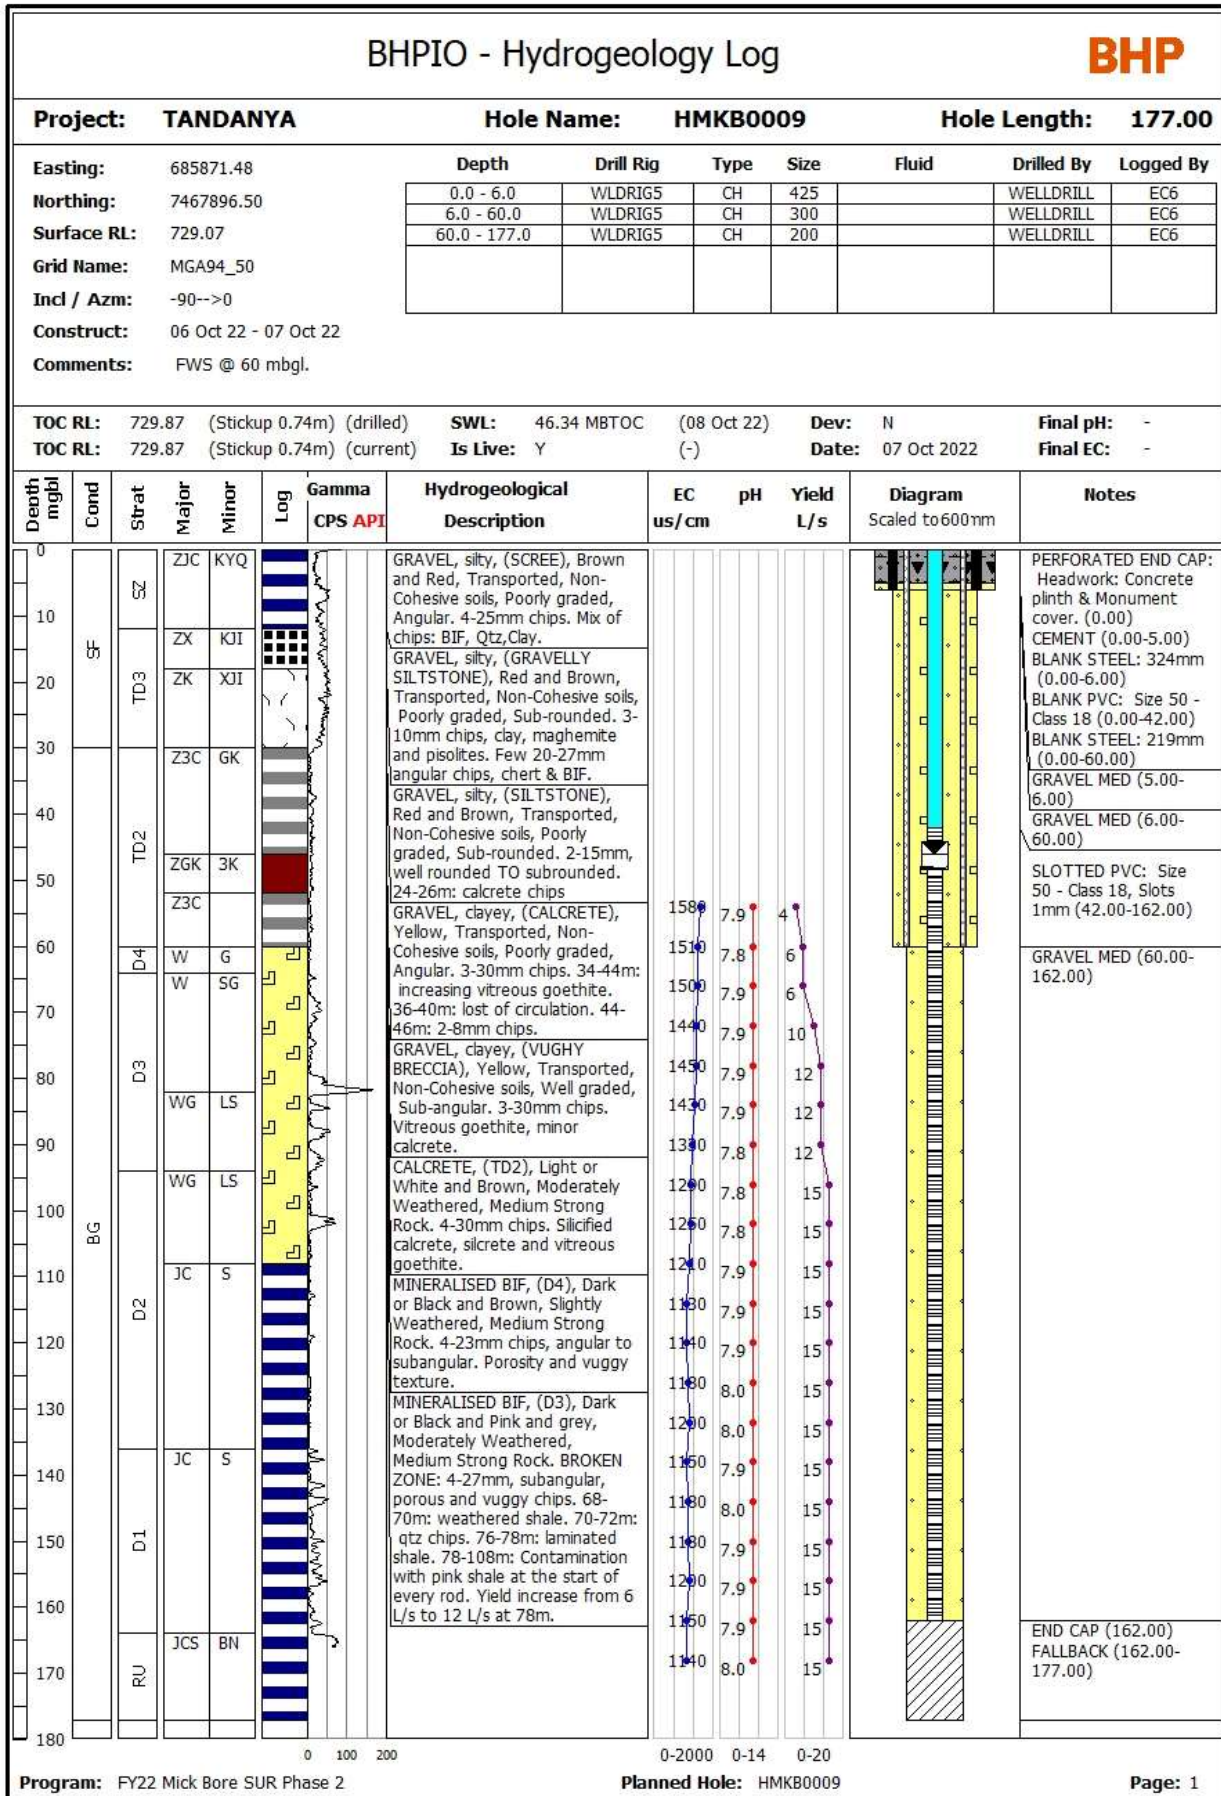 BHPIO - Hydrogeology Log
BHP
Project: TANDANYA Hole Name: HMKB0009 Hole Length: 177.00
Easting: 685871.48
Northing: 7467896.50
Surface RL: 729.07
Grid Name: MGA94_50
Incl / Azm: -90-->0
Construct: 06 Oct 22 - 07 Oct 22
Comments: FWS @ 60 mbgl.
Depth Drill Rig Type Size Fluid Drilled By Logged By
0.0 - 6.0 WLDRIG5 CH 425 WELLDRILL EC6
6.0 - 60.0 WLDRIG5 CH 300 WELLDRILL EC6
60.0 - 177.0 WLDRIG5 CH 200 WELLDRILL EC6
TOC RL: 729.87 (Stickup 0.74m) (drilled) SWL: 46.34 MBTOC (08 Oct 22) Dev: N Final pH: -
TOC RL: 729.87 (Stickup 0.74m) (current) Is Live: Y (-) Date: 07 Oct 2022 Final EC: -
Depth mgbl
Cond
Strat
Major
Minor
Log
Gamma
CPS API
Hydrogeological
Description
EC
us/cm
pH
Yield
L/s
Diagram
Scaled to600mm
Notes
0
10
20
30
40
50
60
70
80
90
100
110
120
130
140
150
160
170
180
SF
BG
SZ
TD3
TD2
D4
D3
D2
D1
RU
ZJC KYQ
ZX KJI
ZK XJI
Z3C GK
ZGK 3K
Z3C
W G
W SG
WG LS
WG LS
JC S
JC S
JCS BN
GRAVEL, silty, (SCREE), Brown
and Red, Transported, Non-
Cohesive soils, Poorly graded,
Angular. 4-25mm chips. Mix of
chips: BIF, Qtz,Clay.
GRAVEL, silty, (GRAVELLY
SILTSTONE), Red and Brown,
Transported, Non-Cohesive soils,
Poorly graded, Sub-rounded. 3-
10mm chips, clay, maghemite
and pisolites. Few 20-27mm
angular chips, chert & BIF.
GRAVEL, silty, (SILTSTONE),
Red and Brown, Transported,
Non-Cohesive soils, Poorly
graded, Sub-rounded. 2-15mm,
well rounded TO subrounded.
24-26m: calcrete chips
GRAVEL, clayey, (CALCRETE),
Yellow, Transported, Non-
Cohesive soils, Poorly graded,
Angular. 3-30mm chips. 34-44m:
increasing vitreous goethite.
36-40m: lost of circulation. 44-
46m: 2-8mm chips.
GRAVEL, clayey, (VUGHY
BRECCIA), Yellow, Transported,
Non-Cohesive soils, Well graded,
Sub-angular. 3-30mm chips.
Vitreous goethite, minor
calcrete.
CALCRETE, (TD2), Light or
White and Brown, Moderately
Weathered, Medium Strong
Rock. 4-30mm chips. Silicified
calcrete, silcrete and vitreous
goethite.
MINERALISED BIF, (D4), Dark
or Black and Brown, Slightly
Weathered, Medium Strong
Rock. 4-23mm chips, angular to
subangular. Porosity and vuggy
texture.
MINERALISED BIF, (D3), Dark
or Black and Pink and grey,
Moderately Weathered,
Medium Strong Rock. BROKEN
ZONE: 4-27mm, subangular,
porous and vuggy chips. 68-
70m: weathered shale. 70-72m:
qtz chips. 76-78m: laminated
shale. 78-108m: Contamination
with pink shale at the start of
every rod. Yield increase from 6
L/s to 12 L/s at 78m.
1580 7.9 4
1510 7.8 6
1500 7.9 6
1440 7.9 10
1450 7.9 12
1430 7.9 12
7.8 12
7.8 15
7.8 15
1210 7.9 15
7.9 15
1140 7.9 15
8.0 15
8.0 15
1150 7.9 15
8.0 15
7.9 15
7.9 15
1150 7.9 15
1140 8.0 15
PERFORATED END CAP:
Headwork: Concrete
plinth & Monument
cover. (0.00)
CEMENT (0.00-5.00)
BLANK STEEL: 324mm
(0.00-6.00)
BLANK PVC: Size 50 -
Class 18 (0.00-42.00)
BLANK STEEL: 219mm
(0.00-60.00)
GRAVEL MED (5.00-
6.00)
GRAVEL MED (6.00-
60.00)
SLOTTED PVC: Size
50 - Class 18, Slots
1mm (42.00-162.00)
GRAVEL MED (60.00-
162.00)
END CAP (162.00)
FALLBACK (162.00-
177.00)
0 100 200
0-2000 0-14 0-20
Program: FY22 Mick Bore SUR Phase 2 Planned Hole: HMKB0009 Page: 1